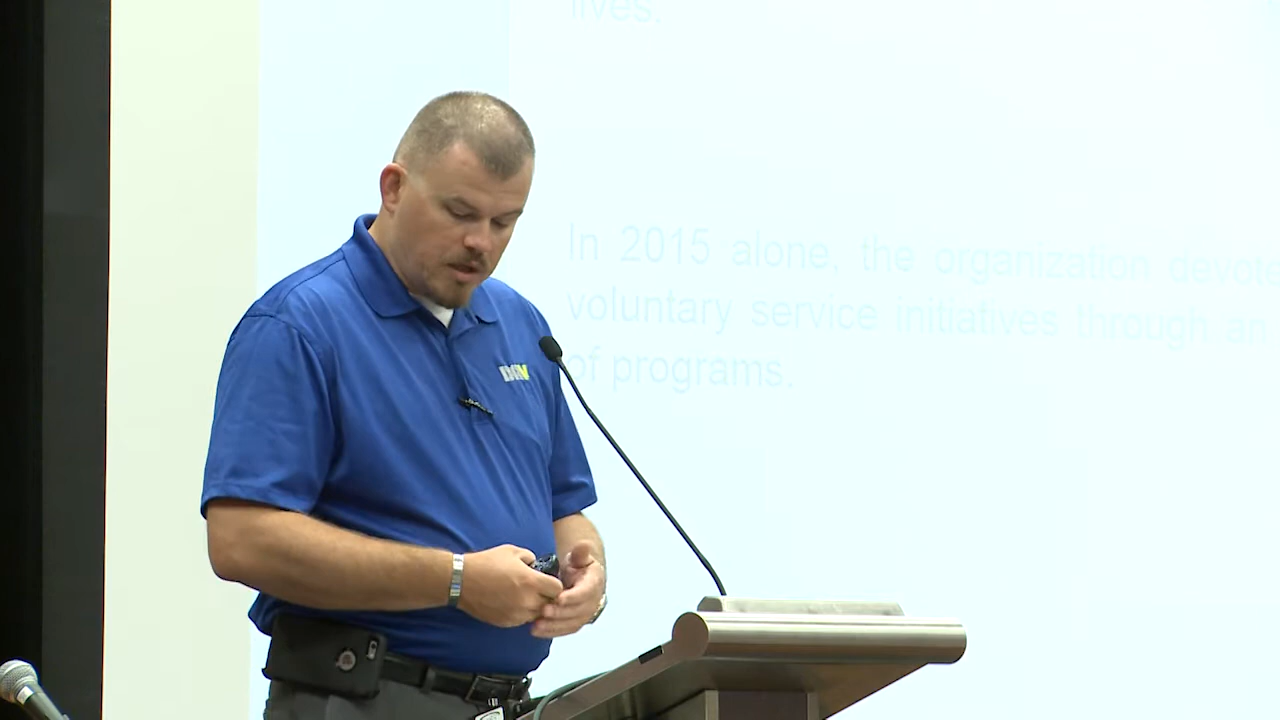 lives.
In 2015 alone, the organization devote
voluntary service initiatives through an
of programs.
DAV